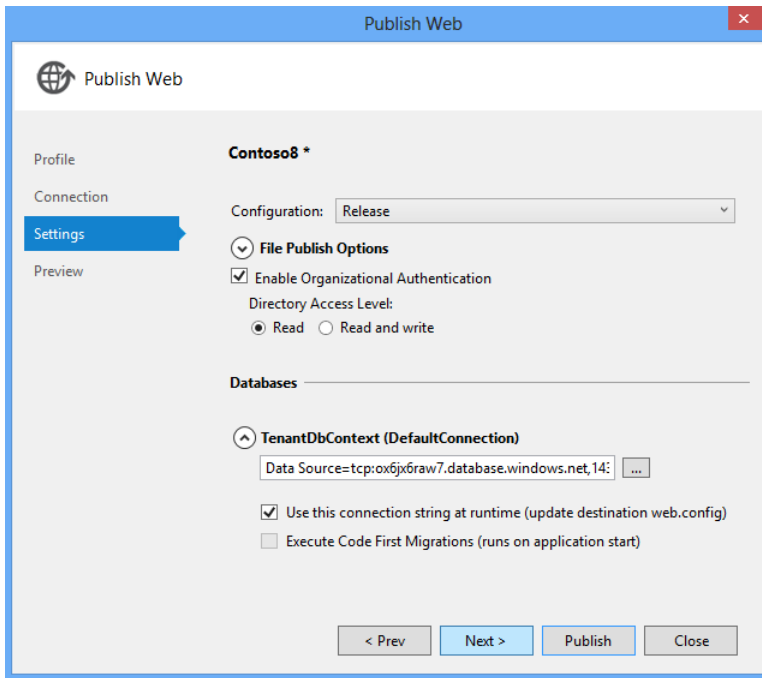 Publish Web
Publish Web
Profile
Connection
Settings
Preview
Contoso8 *
Configuration: Release
File Publish Options
Enable Organizational Authentication
Directory Access Level:
Read Read and write
Databases
TenantDbContext (DefaultConnection)
Data Source=tcp:ox6jx6raw7.database.windows.net,143 ...
Use this connection string at runtime (update destination web.config)
Execute Code First Migrations (runs on application start)
< Prev Next > Publish Close